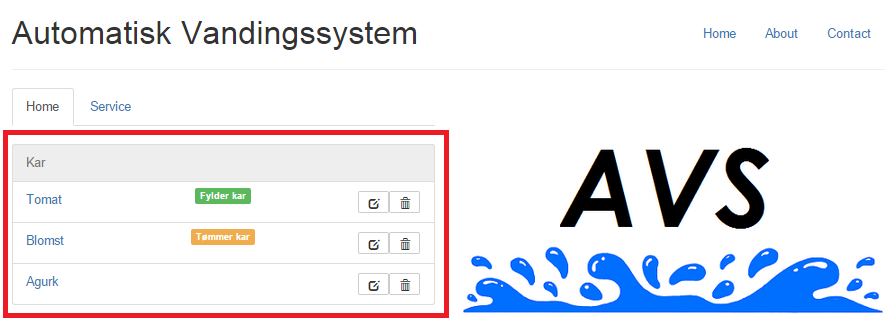 Automatisk Vandingssystem
Home About Contact
Home Service
Kar
Tomat Fylder kar
Blomst Tømmer kar
Agurk
AVS